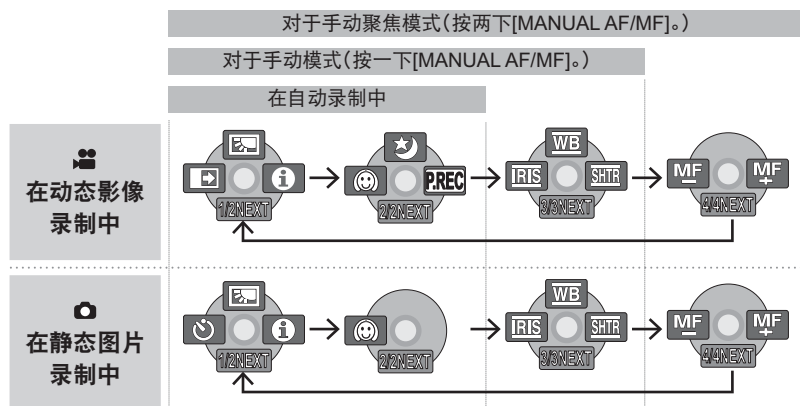 对于手动聚焦模式(按两下[MANUAL AF/MF]。)
对于手动模式(按一下[MANUAL AF/MF]。)
在自动录制中
在动态影像
录制中
1/2NEXT
P.REC
2/2NEXT
WB
IRIS
SHTR
3/3NEXT
MF
MF
4/4NEXT
在静态图片
录制中
1/2NEXT
2/2NEXT
WB
IRIS
SHTR
3/3NEXT
MF
MF
4/4NEXT